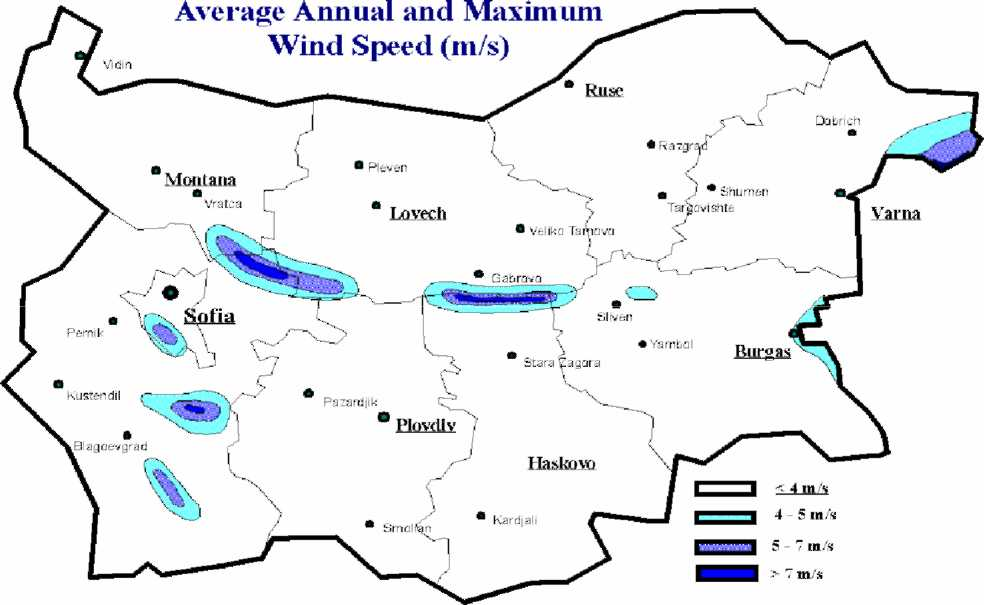 Average Annual and Maximum
Wind Speed (m/s)
Vidin
Ruse
Dobrich
Razgrad
Pleven
Montana
Shumen
Vratca
Targovishte
Lovech
Varna
Veliko Tarnovo
Gabrovo
Sofia
Sliven
Pernik
Yambol
Burgas
Stara Zagora
Kustendil
Pazardjik
Plovdiv
Blagoevgrad
Haskovo
< 4 m/s
4 - 5 m/s
Smolian
Kardjali
5 - 7 m/s
> 7 m/s